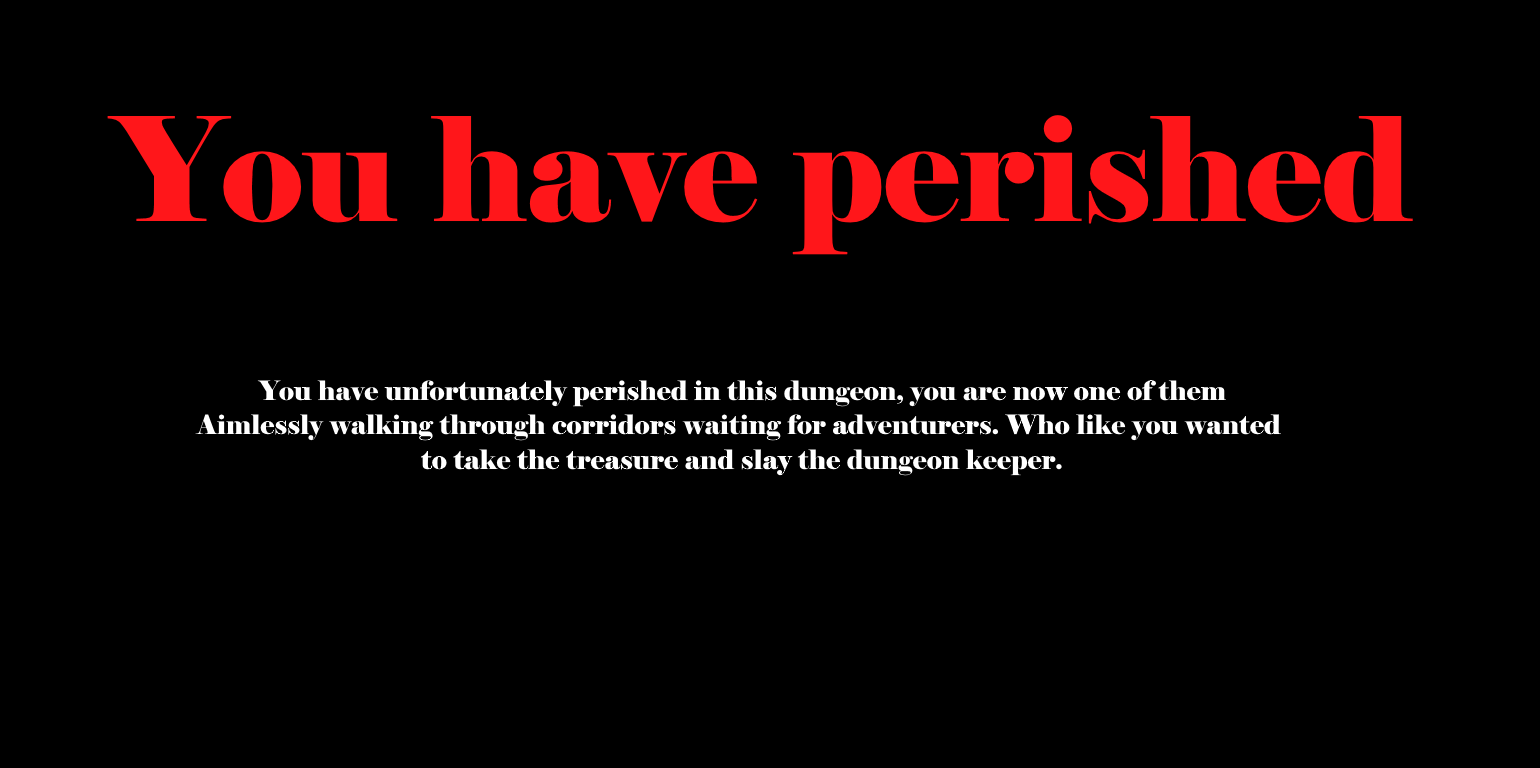 You have perished
You have unfortunately perished in this dungeon, you are now one of them
Aimlessly walking through corridors waiting for adventurers. Who like you wanted
to take the treasure and slay the dungeon keeper.